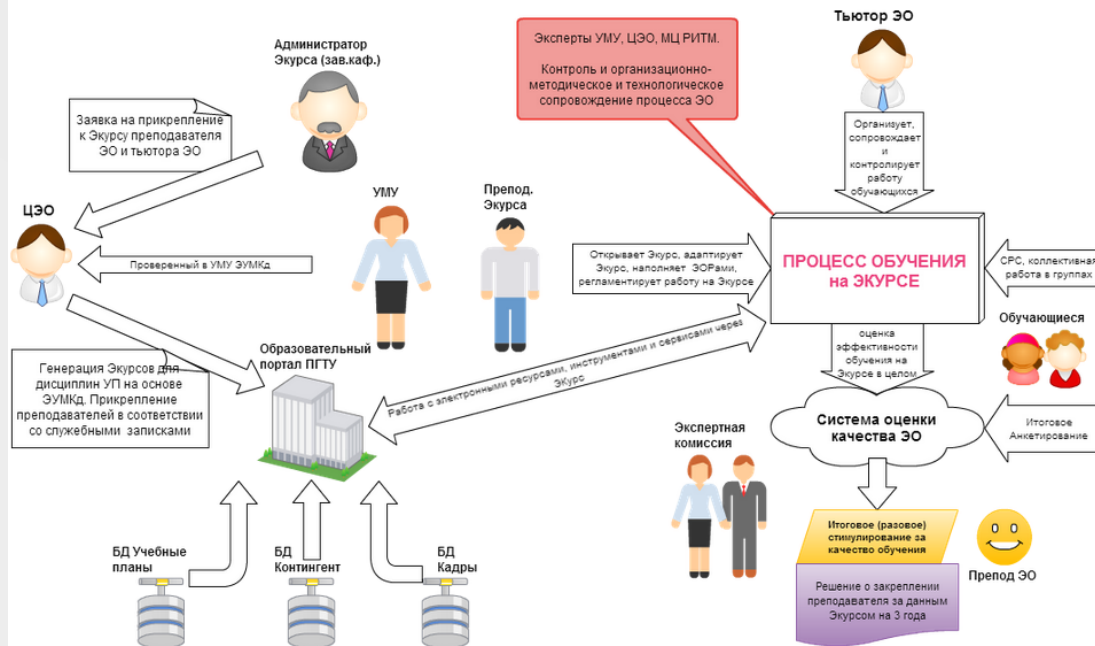 Администратор
Экурса (зав.каф.)
Заявка на прикрепление
к Экурсу преподавателя
ЭО и тьютора ЭО
ЦЭО
Проверенный в УМУ ЭУМКд
УМУ
Препод.
Экурса
Генерация Экурсов для
дисциплин УП на основе
ЭУМКд. Прикрепление
преподавателей в соответствии
со служебными записками
Образовательный
портал ПГТУ
БД Учебные
планы
БД
Контингент
БД
Кадры
Работа с электронными ресурсами, инструментами и сервисами через
ЭКурс
Эксперты УМУ, ЦЭО, МЦ РИТМ.
Контроль и организационно-
методическое и технологическое
сопровождение процесса ЭО
Тьютор ЭО
Организует,
сопровождает
и
контролирует
работу
обучающихся
Открывает Экурс, адаптирует
Экурс, наполняет ЭОРами,
регламентирует работу на Экурсе
ПРОЦЕСС ОБУЧЕНИЯ
на ЭКУРСЕ
СРС, коллективная
работа в группах
Обучающиеся
оценка
эффективности
обучения на
Экурсе в целом
Система оценки
качества ЭО
Итоговое
Анкетирование
Экспертная
комиссия
Итоговое (разовое)
стимулирование за
качество обучения
Препод ЭО
Решение о закреплении
преподавателя за данным
Экурсом на 3 года